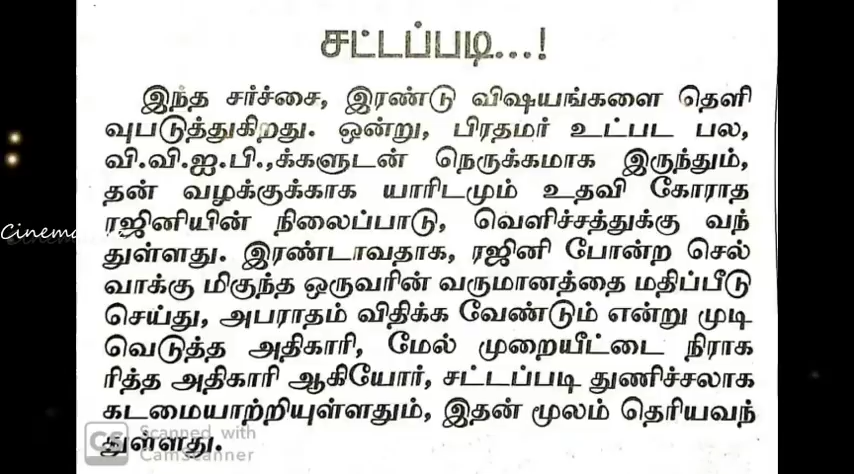 சட்டப்படி...!
இந்த சர்ச்சை, இரண்டு விஷயங்களை தெளி
வுபடுத்துகிறது. ஒன்று, பிரதமர் உட்பட பல,
வி.வி.ஐ.பி.,க்களுடன் நெருக்கமாக இருந்தும்,
தன் வழக்குக்காக யாரிடமும் உதவி கோராத
Cinema
ரஜினியின் நிலைப்பாடு, வெளிச்சத்துக்கு வந்
துள்ளது. இரண்டாவதாக, ரஜினி போன்ற செல்
வாக்கு மிகுந்த ஒருவரின் வருமானத்தை மதிப்பீடு
செய்து, அபராதம் விதிக்க வேண்டும் என்று முடி
வெடுத்த அதிகாரி, மேல் முறையீட்டை நிராக
ரித்த அதிகாரி ஆகியோர், சட்டப்படி துணிச்சலாக
கடமையாற்றியுள்ளதும், இதன் மூலம் தெரியவந்
துள்ளது.
CS Scanned with
CamScanner